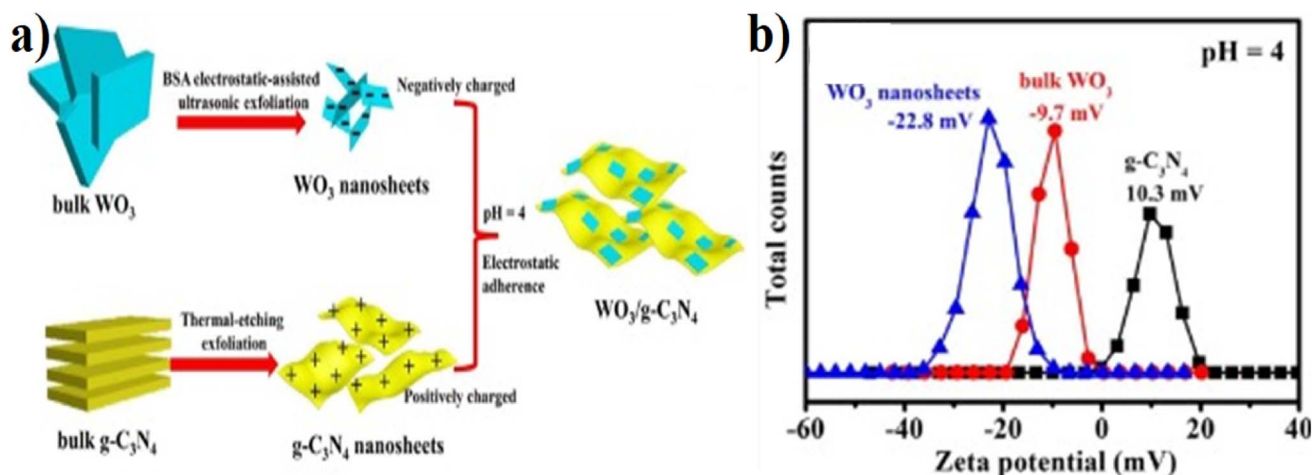 a)
BSA electrostatic-assisted
ultrasonic exfoliation
Negatively charged
bulk WO₃
WO₃ nanosheets
pH = 4
Electrostatic
adherence
WO₃/g-C₃N₄
Thermal-etching
exfoliation
Positively charged
bulk g-C₃N₄
g-C₃N₄ nanosheets
b)
pH = 4
WO₃ nanosheets
-22.8 mV
bulk WO₃
-9.7 mV
g-C₃N₄
10.3 mV
Total counts
-60 -40 -20 0 20 40
Zeta potential (mV)